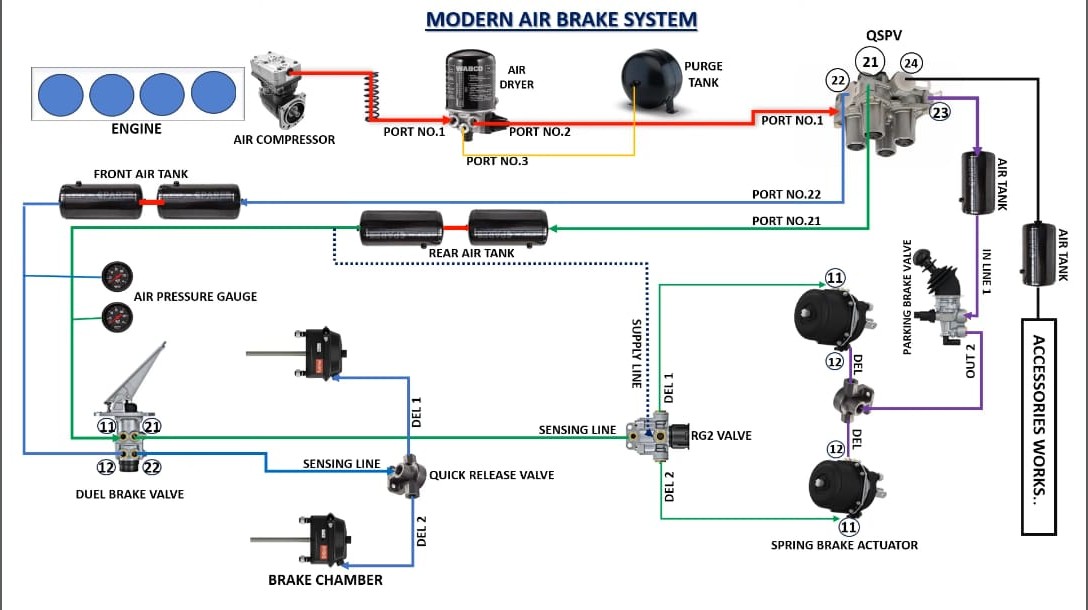 MODERN AIR BRAKE SYSTEM
QSPV
21
24
22
23
WABCO
AIR
DRYER
PURGE
TANK
ENGINE
AIR COMPRESSOR
PORT NO.1
PORT NO.2
PORT NO.1
PORT NO.3
FRONT AIR TANK
PORT NO.22
PORT NO.21
REAR AIR TANK
AIR TANK
AIR TANK
AIR PRESSURE GAUGE
PARKING BRAKE VALVE
IN LINE 1
OUT 2
ACCESSORIES WORKS..
SUPPLY LINE
11
12
DEL
DEL 1
DEL 1
11
21
SENSING LINE
RG2 VALVE
DEL
12
12
22
SENSING LINE
QUICK RELEASE VALVE
DUEL BRAKE VALVE
DEL 2
DEL 2
11
SPRING BRAKE ACTUATOR
BRAKE CHAMBER